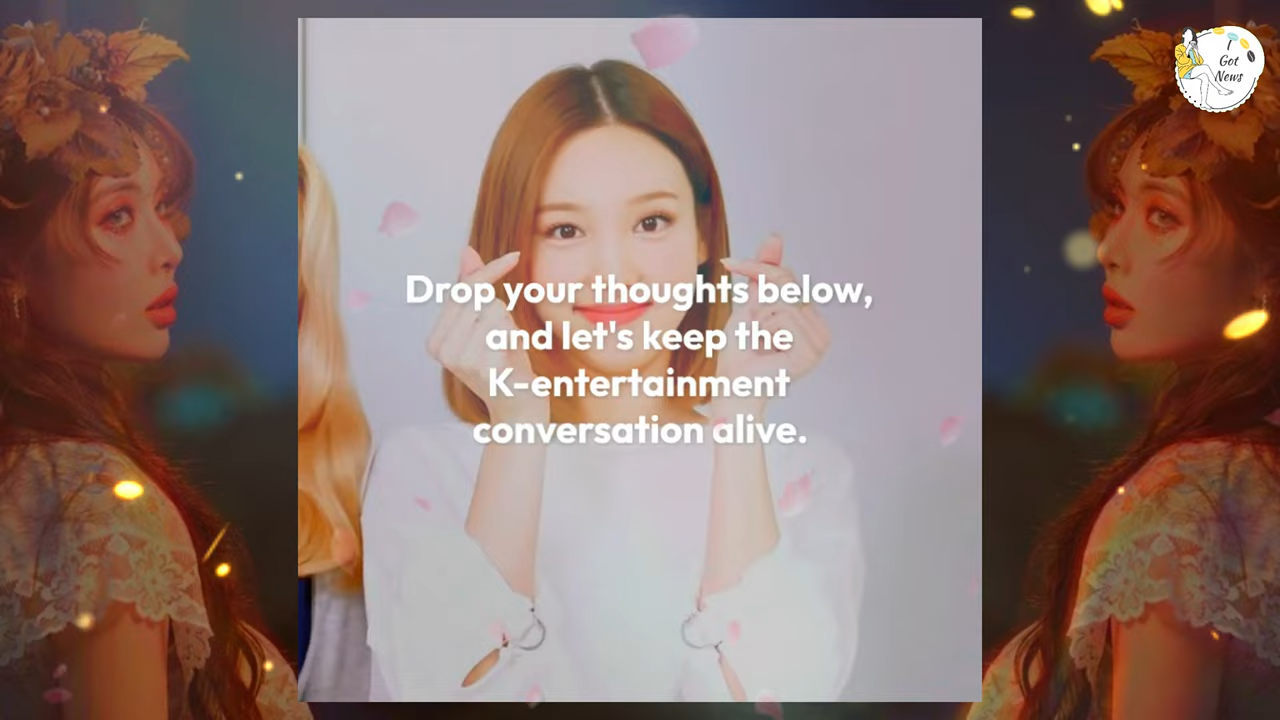 I
Got
News
Drop your thoughts below,
and let's keep the
K-entertainment
conversation alive.